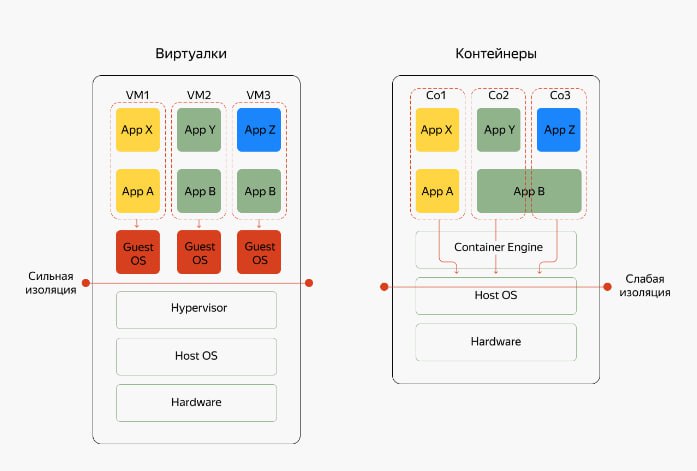 Виртуалки
VM1 VM2 VM3
App X App Y App Z
App A App B App B
Guest OS Guest OS Guest OS
Сильная
изоляция
Hypervisor
Host OS
Hardware
Контейнеры
Co1 Co2 Co3
App X App Y App Z
App A App B
Container Engine
Host OS
Слабая
изоляция
Hardware